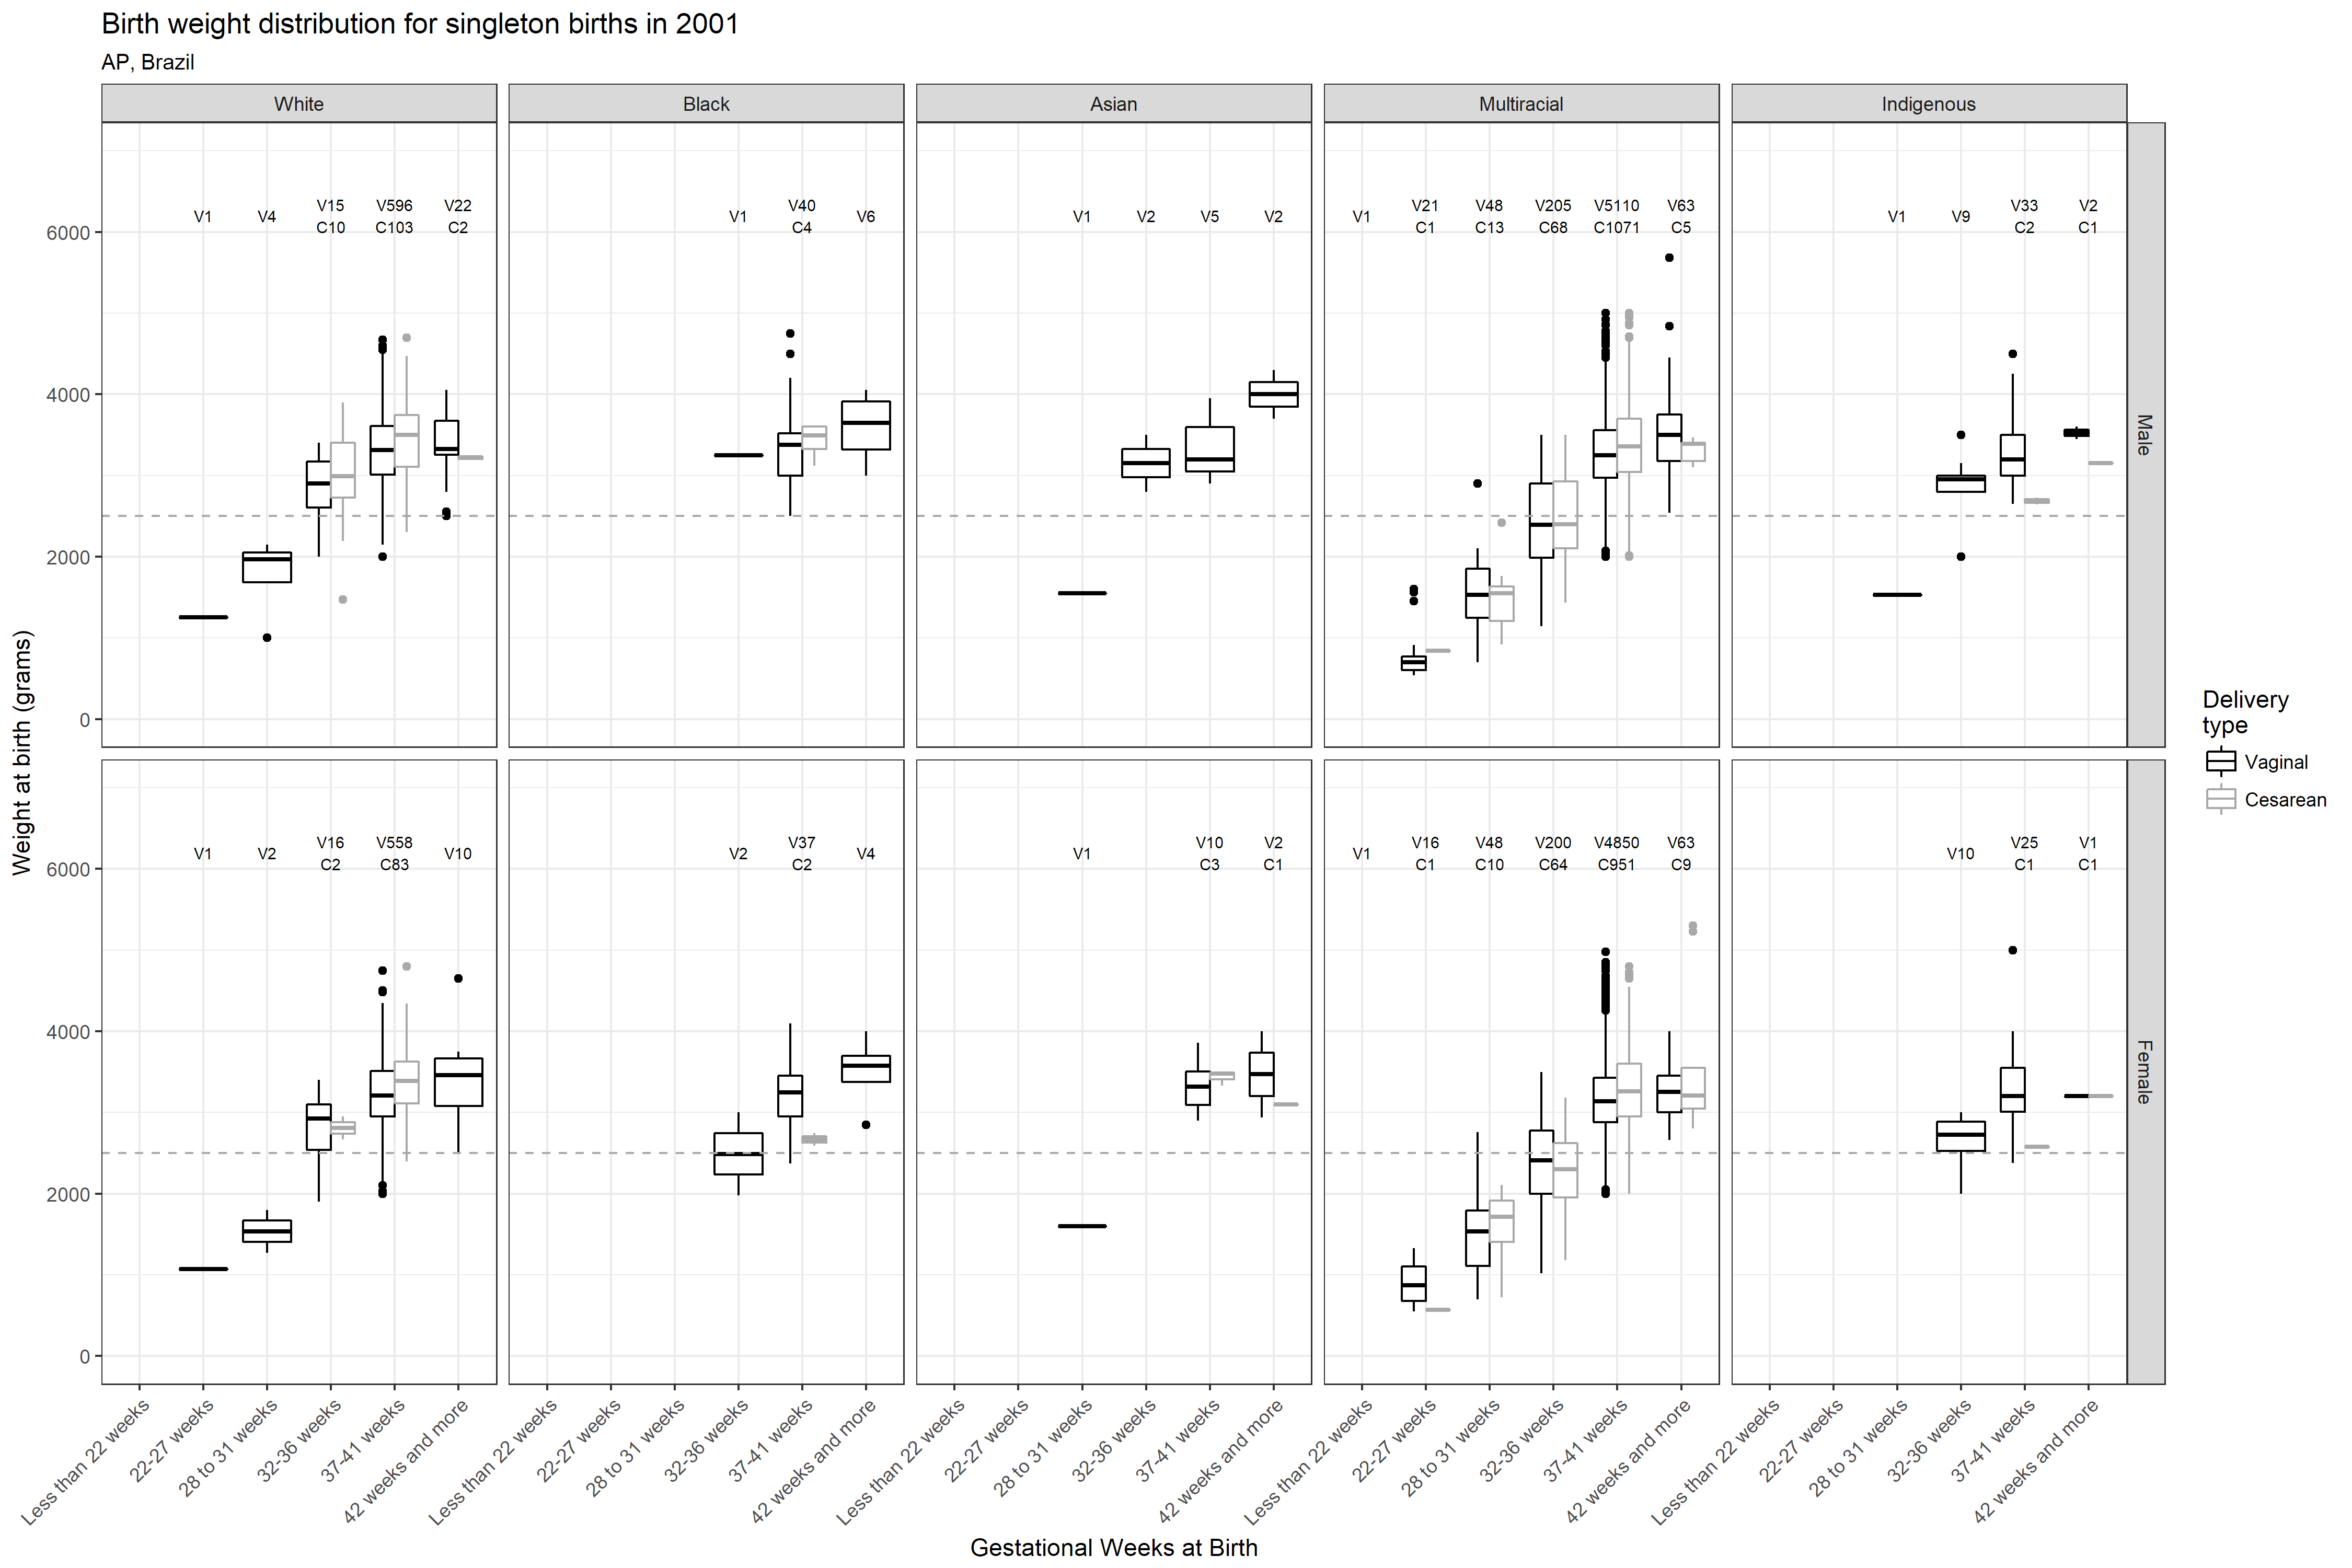 Birth weight distribution for singleton births in 2001
AP, Brazil
White Black Asian Multiracial Indigenous
V1 V4 V15 V596 V22 V1 V40 V6 V1 V2 V5 V2 V1 V21 V48 V205 V5110 V63 V1 V9 V33 V2
C10 C103 C2 C4 C1 C13 C68 C1071 C5 C2 C1
6000
4000
2000
0
Male
V1 V2 V16 V558 V10 V2 V37 V4 V1 V10 V2 V1 V16 V48 V200 V4850 V63 V10 V25 V1
C2 C83 C2 C3 C1 C1 C10 C64 C951 C9 C1 C1
6000
4000
2000
0
Female
Weight at birth (grams)
Less than 22 weeks 22-27 weeks 28 to 31 weeks 32-36 weeks 37-41 weeks 42 weeks and more
Less than 22 weeks 22-27 weeks 28 to 31 weeks 32-36 weeks 37-41 weeks 42 weeks and more
Less than 22 weeks 22-27 weeks 28 to 31 weeks 32-36 weeks 37-41 weeks 42 weeks and more
Less than 22 weeks 22-27 weeks 28 to 31 weeks 32-36 weeks 37-41 weeks 42 weeks and more
Less than 22 weeks 22-27 weeks 28 to 31 weeks 32-36 weeks 37-41 weeks 42 weeks and more
Gestational Weeks at Birth
Delivery
type
Vaginal
Cesarean